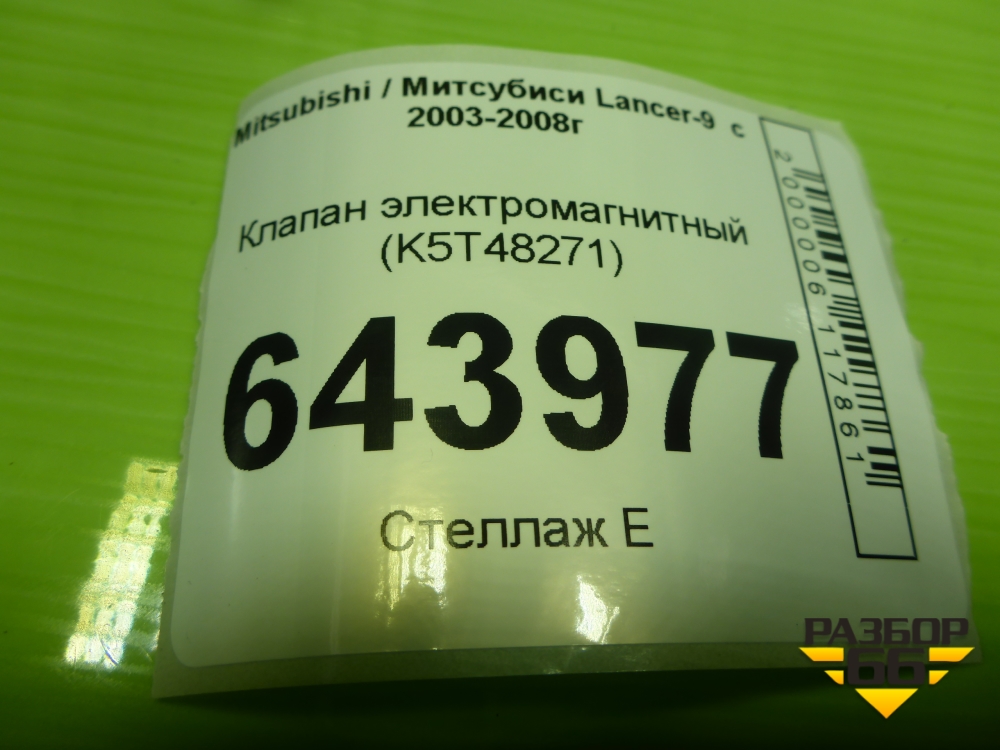 Mitsubishi / Митсубиси Lancer-9 с
2003-2008г
Клапан электромагнитный
(K5T48271)
643977
Стеллаж Е
2000006117861
РАЗБОР
66